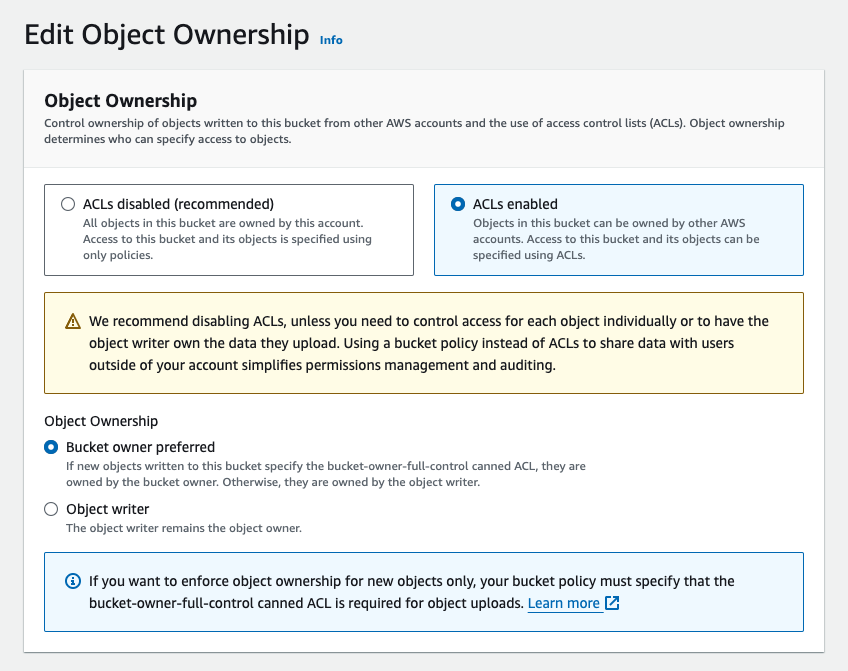 Edit Object Ownership Info
Object Ownership
Control ownership of objects written to this bucket from other AWS accounts and the use of access control lists (ACLs). Object ownership
determines who can specify access to objects.
ACLs disabled (recommended)
All objects in this bucket are owned by this account.
Access to this bucket and its objects is specified using
only policies.
ACLs enabled
Objects in this bucket can be owned by other AWS
accounts. Access to this bucket and its objects can be
specified using ACLs.
We recommend disabling ACLs, unless you need to control access for each object individually or to have the
object writer own the data they upload. Using a bucket policy instead of ACLs to share data with users
outside of your account simplifies permissions management and auditing.
Object Ownership
Bucket owner preferred
If new objects written to this bucket specify the bucket-owner-full-control canned ACL, they are
owned by the bucket owner. Otherwise, they are owned by the object writer.
Object writer
The object writer remains the object owner.
If you want to enforce object ownership for new objects only, your bucket policy must specify that the
bucket-owner-full-control canned ACL is required for object uploads. Learn more